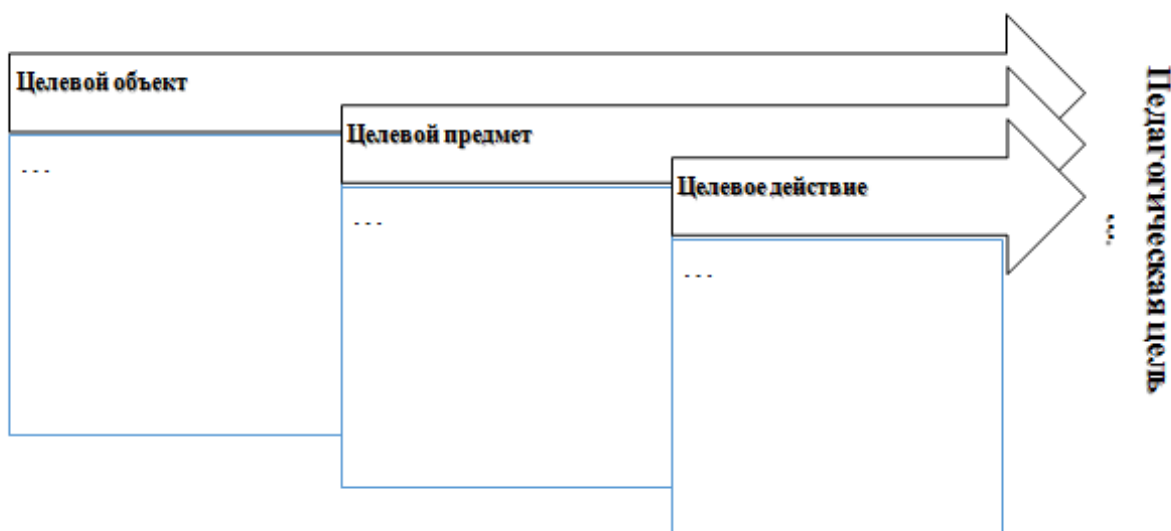 Целевой объект
- - -
Целевой предмет
- - -
Целевое действие
- - -
Педагогическая цель
...